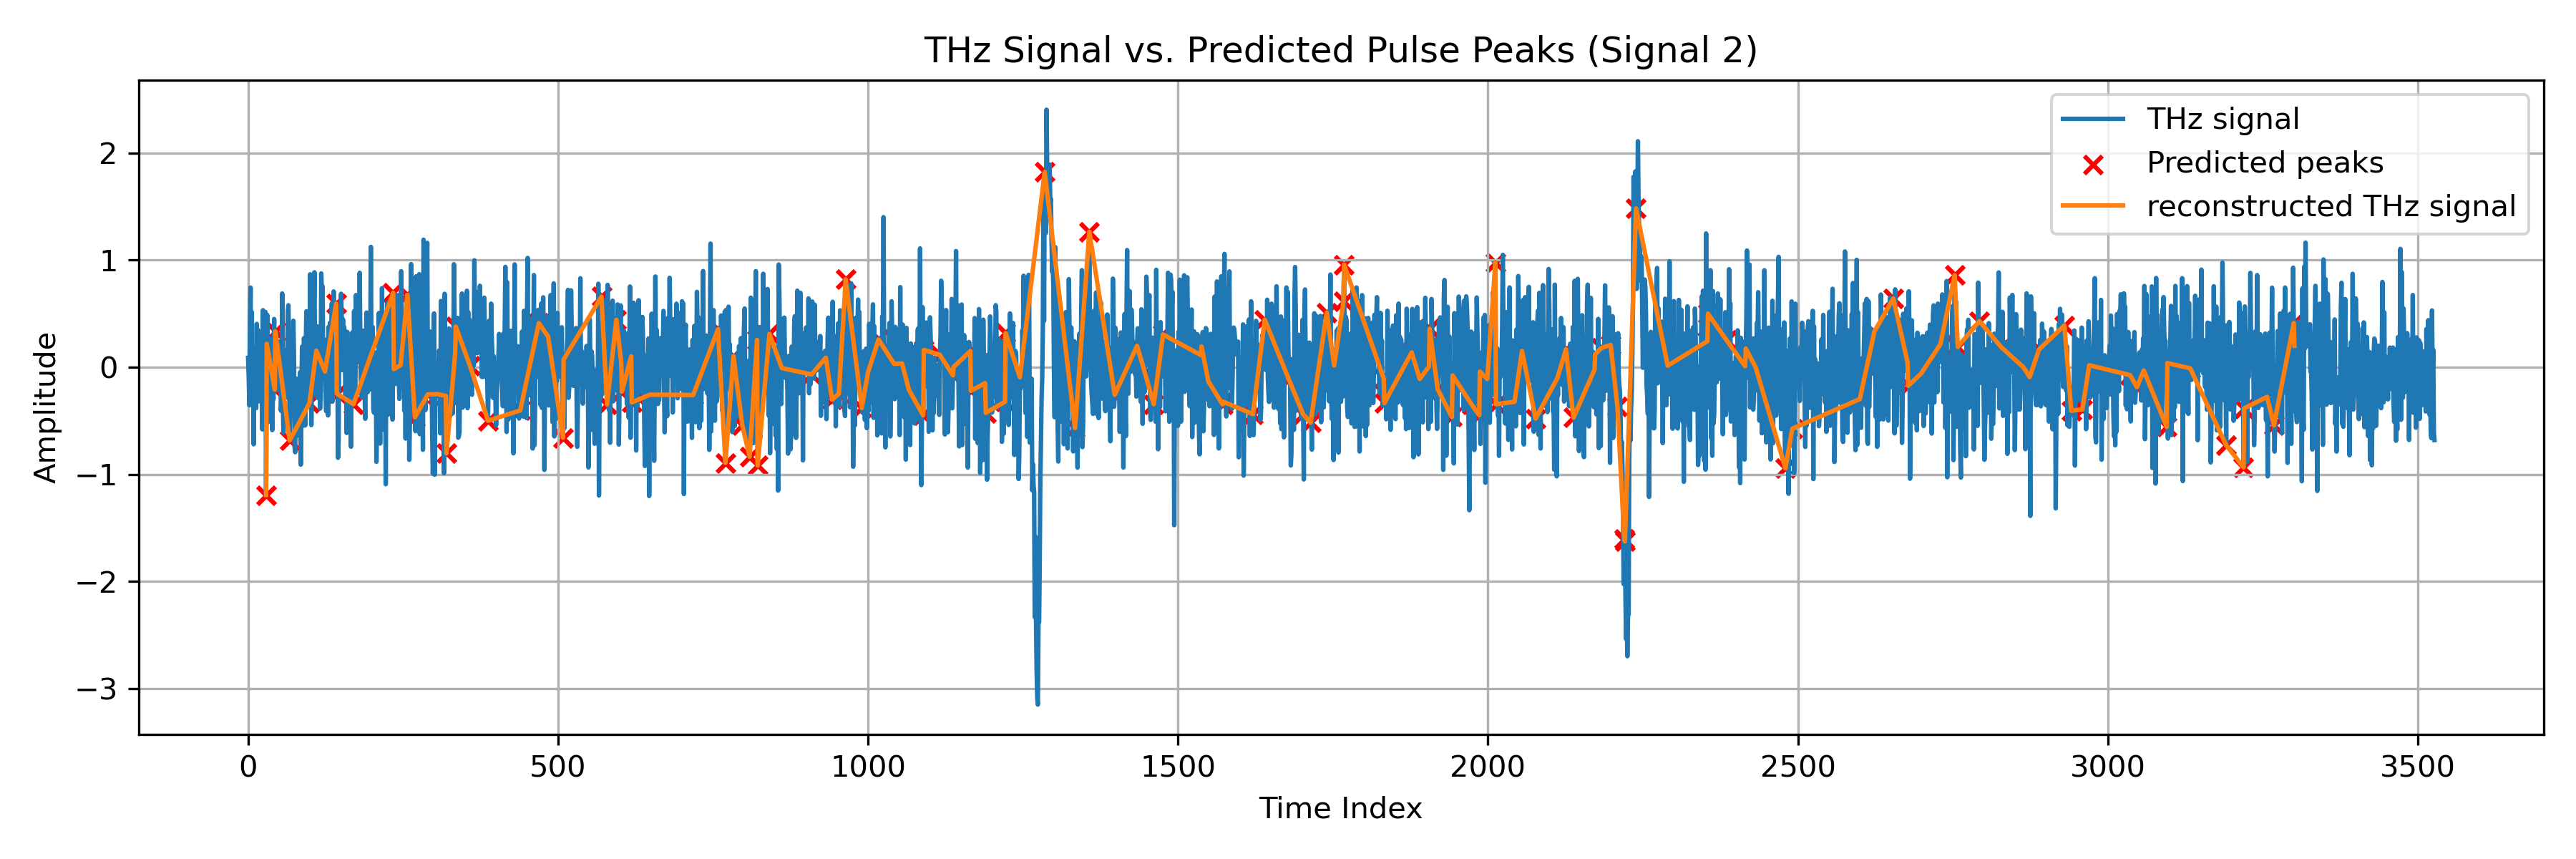 THz Signal vs. Predicted Pulse Peaks (Signal 2)
THz signal
Predicted peaks
reconstructed THz signal
Amplitude
2
1
0
−1
−2
−3
0 500 1000 1500 2000 2500 3000 3500
Time Index